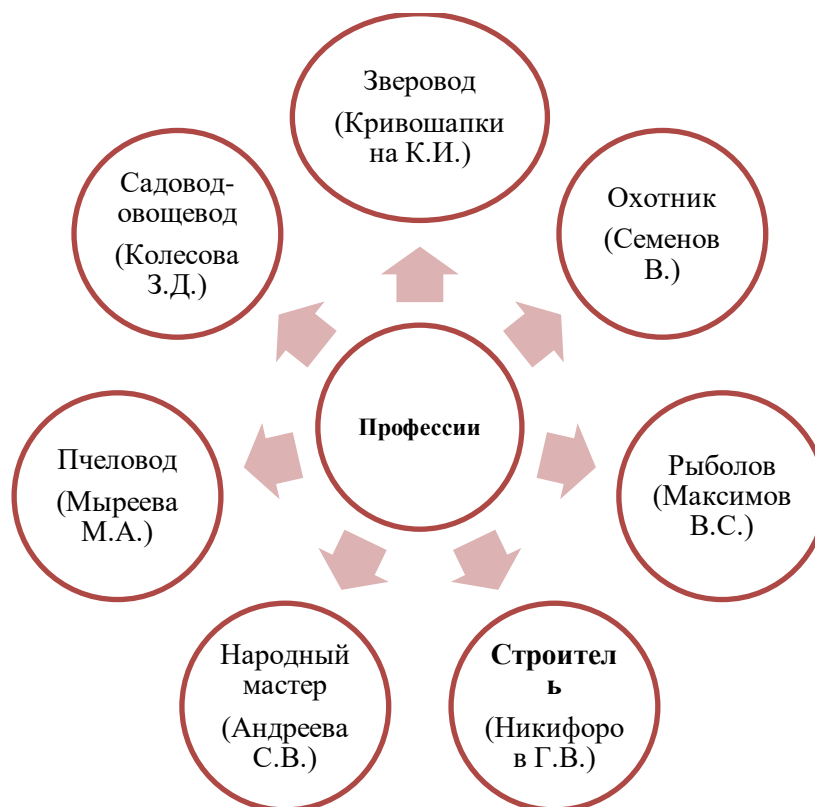 Зверовод
(Кривошапки
на К.И.)
Садовод-
овощевод
(Колесова
З.Д.)
Охотник
(Семенов
В.)
Профессии
Пчеловод
(Мыреева
М.А.)
Рыболов
(Максимов
В.С.)
Народный
мастер
(Андреева
С.В.)
Строител
ь
(Никифоро
в Г.В.)